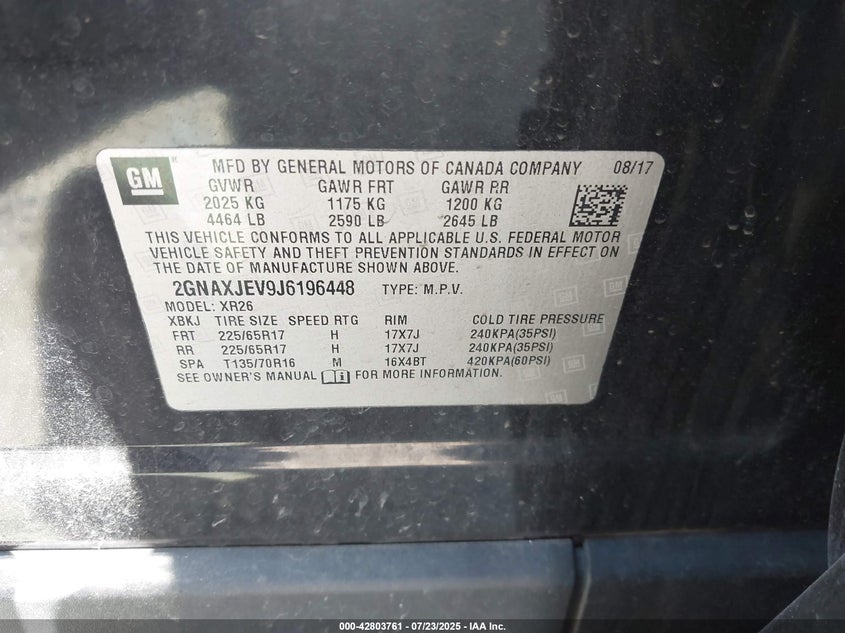 GM
MFD BY GENERAL MOTORS OF CANADA COMPANY 08/17
GVWR GAWR FRT GAWR RR
2025 KG 1175 KG 1200 KG
4464 LB 2590 LB 2645 LB
THIS VEHICLE CONFORMS TO ALL APPLICABLE U.S. FEDERAL MOTOR
VEHICLE SAFETY AND THEFT PREVENTION STANDARDS IN EFFECT ON
THE DATE OF MANUFACTURE SHOWN ABOVE.
2GNAXJEV9J6196448 TYPE: M.P.V.
MODEL: XR26
XBKJ TIRE SIZE SPEED RTG RIM COLD TIRE PRESSURE
FRT 225/65R17 H 17X7J 240KPA(35PSI)
RR 225/65R17 H 17X7J 240KPA(35PSI)
SPA T135/70R16 M 16X4BT 420KPA(60PSI)
SEE OWNER'S MANUAL FOR MORE INFORMATION.
000-42803761 - 07/23/2025 - IAA Inc.